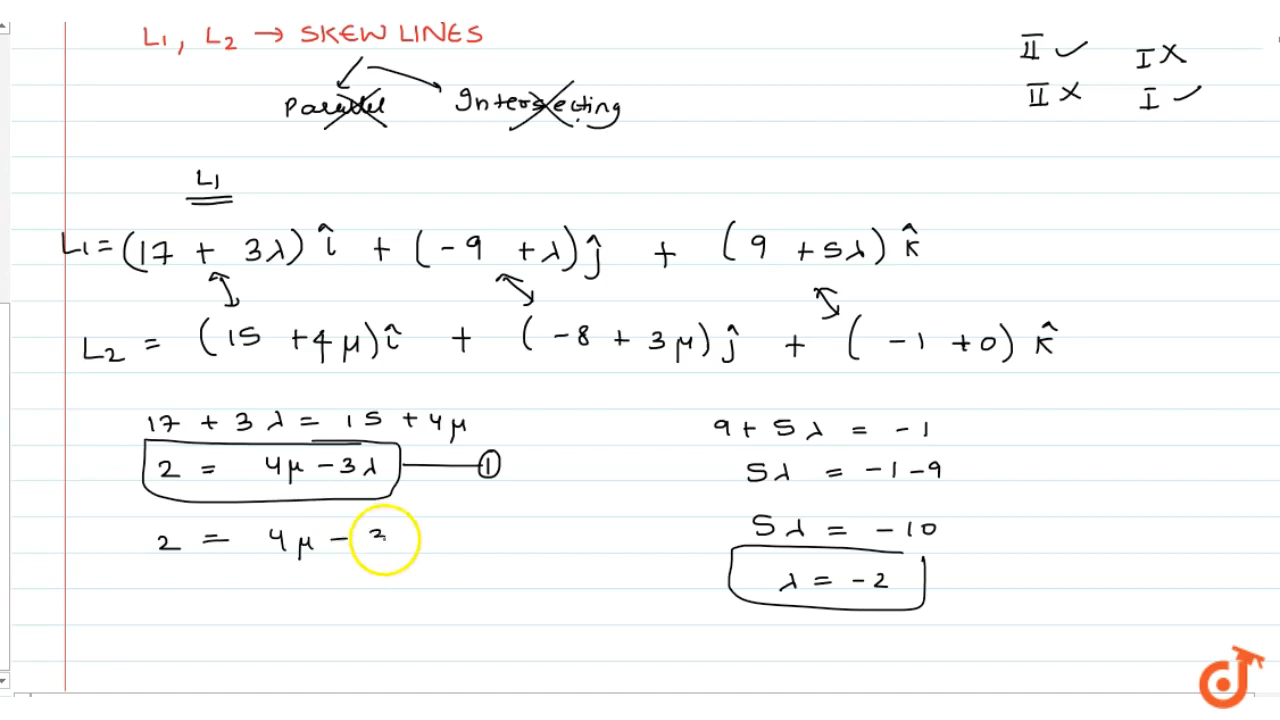 L1, L2 → SKEW LINES
II ✓ I X
Parallel Intersecting
II X I ✓
L1
L1 = (17 + 3λ) î + (-9 + λ) ĵ + (9 + 5λ) k̂
L2 = (15 + 4μ) î + (-8 + 3μ) ĵ + (-1 + 0) k̂
17 + 3λ = 15 + 4μ
2 = 4μ - 3λ ①
2 = 4μ - 3
9 + 5λ = -1
5λ = -1 - 9
5λ = -10
λ = -2